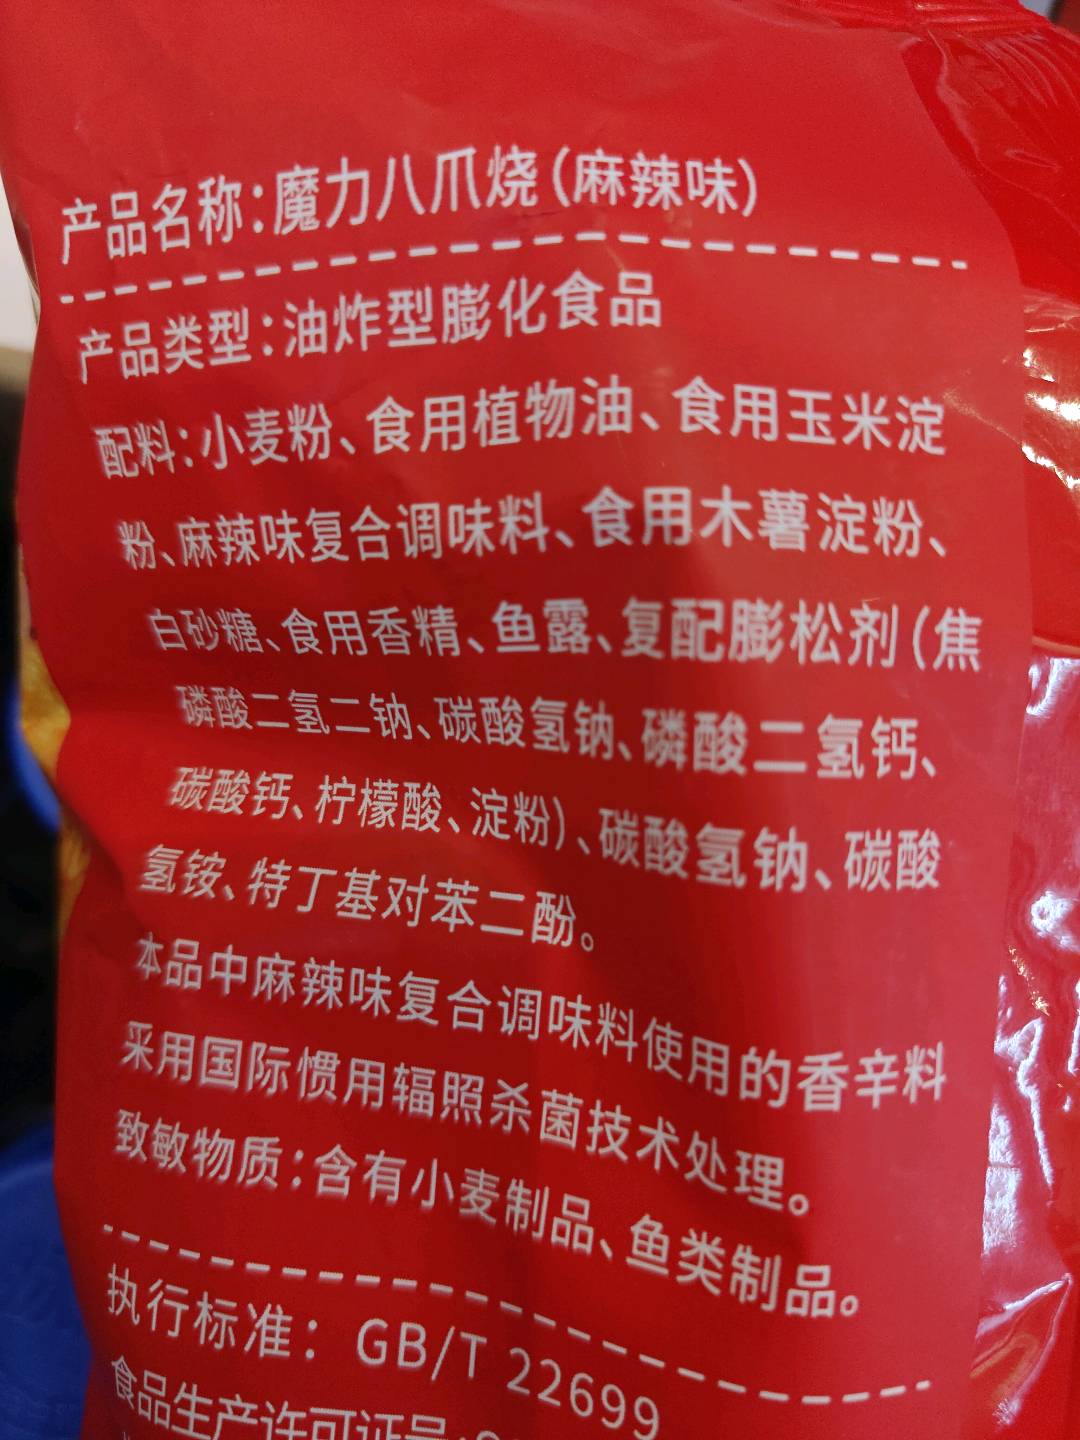 产品名称:魔力八爪烧(麻辣味)
产品类型:油炸型膨化食品
配料:小麦粉、食用植物油、食用玉米淀
粉、麻辣味复合调味料、食用木薯淀粉、
白砂糖、食用香精、鱼露、复配膨松剂(焦
磷酸二氢二钠、碳酸氢钠、磷酸二氢钙、
碳酸钙、柠檬酸、淀粉)、碳酸氢钠、碳酸
氢铵、特丁基对苯二酚。
本品中麻辣味复合调味料使用的香辛料
采用国际惯用辐照杀菌技术处理。
致敏物质:含有小麦制品、鱼类制品。
执行标准: GB/T 22699
食品生产许可证号: